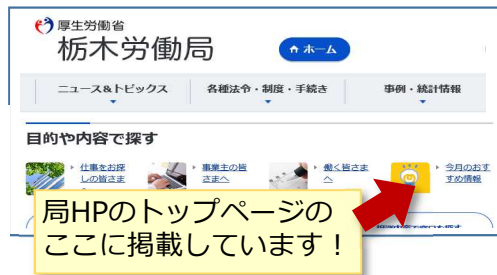 厚生労働省
栃木労働局
ホーム
ニュース&トピックス
各種法令・制度・手続き
事例・統計情報
目的や内容で探す
仕事をお探
しの皆さま
へ
事業主の皆
さまへ
働く皆さま
へ
今月のおす
すめ情報
局HPのトップページの
ここに掲載しています！